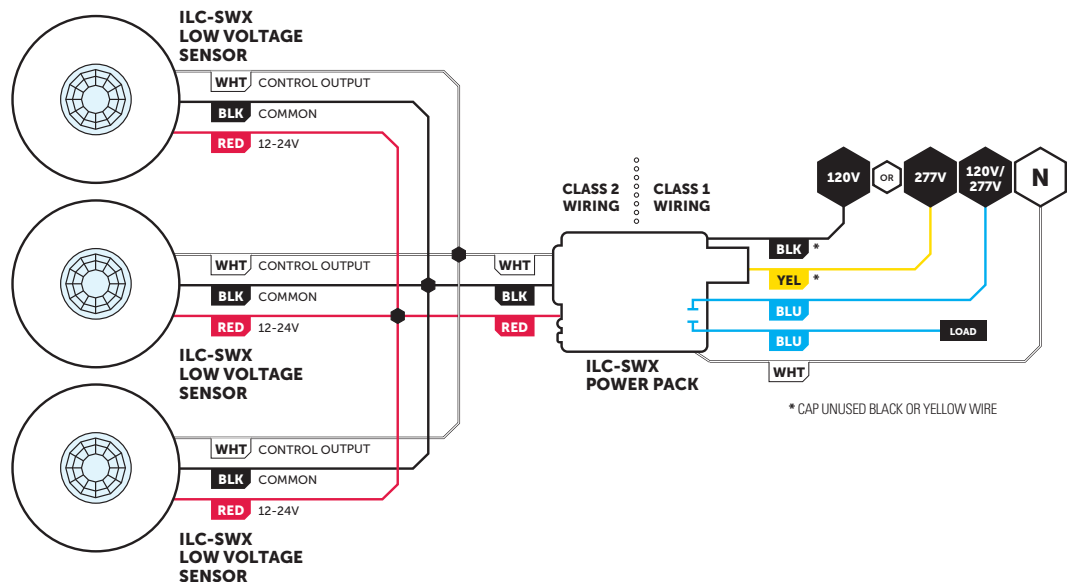 ILC-SWX
LOW VOLTAGE
SENSOR
WHT CONTROL OUTPUT
BLK COMMON
RED 12-24V
WHT CONTROL OUTPUT
BLK COMMON
RED 12-24V
ILC-SWX
LOW VOLTAGE
SENSOR
WHT CONTROL OUTPUT
BLK COMMON
RED 12-24V
ILC-SWX
LOW VOLTAGE
SENSOR
WHT
BLK
RED
CLASS 2
WIRING
CLASS 1
WIRING
ILC-SWX
POWER PACK
120V
OR
277V
120V/
277V
N
BLK *
YEL *
BLU
BLU
LOAD
WHT
* CAP UNUSED BLACK OR YELLOW WIRE